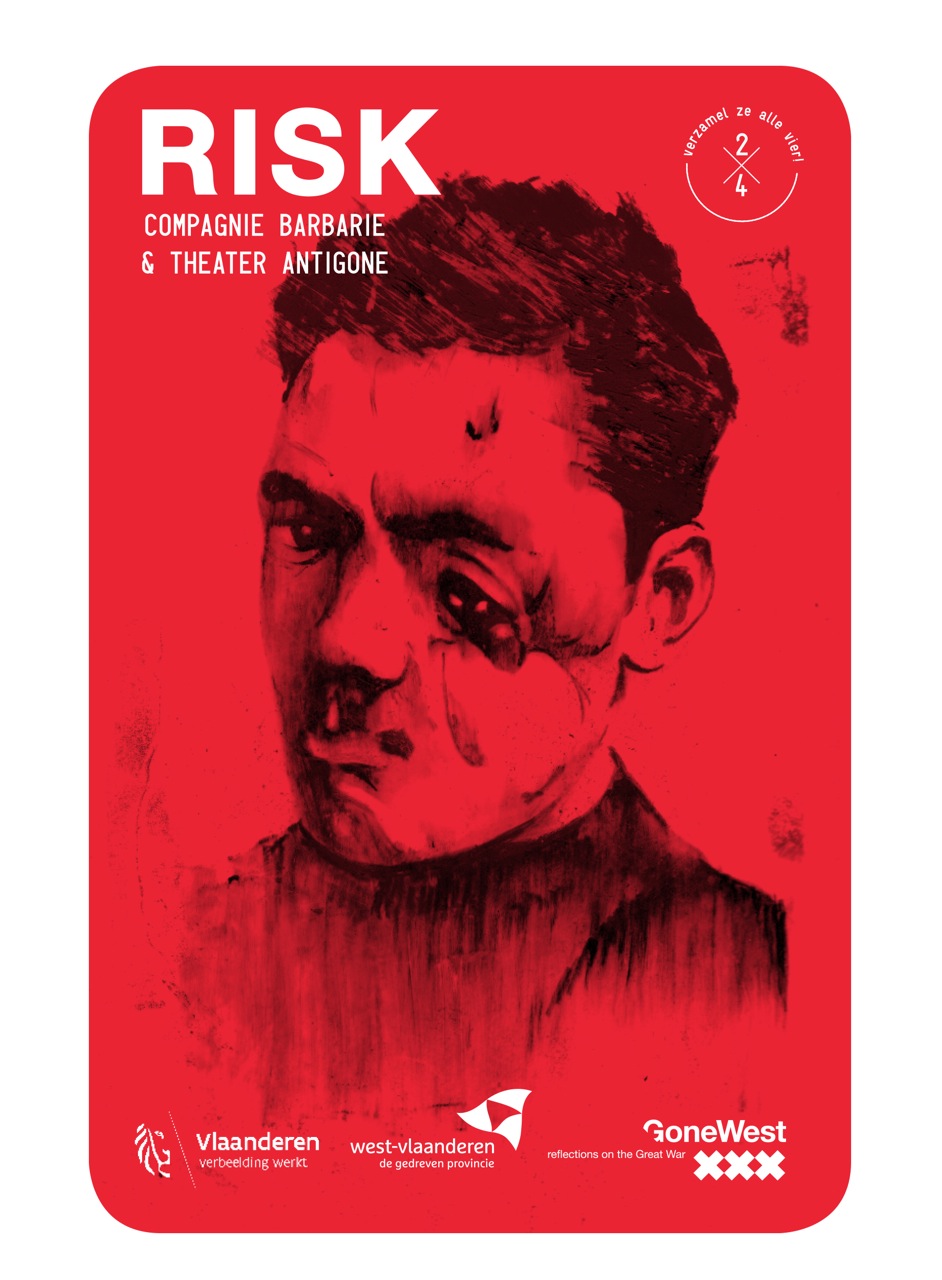 RISK
COMPAGNIE BARBARIE
& THEATER ANTIGONE
verzamel ze alle vier!
2
4
Vlaanderen
verbeelding werkt
west-vlaanderen
de gedreven provincie
GoneWest
reflections on the Great War